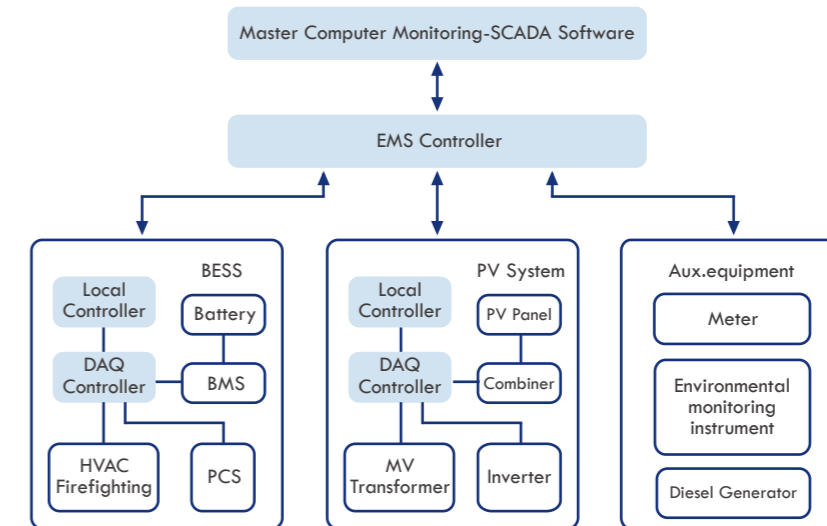 Master Computer Monitoring-SCADA Software
EMS Controller
BESS
Local
Controller
Battery
DAQ
Controller
BMS
HVAC
Firefighting
PCS
PV System
Local
Controller
PV Panel
DAQ
Controller
Combiner
MV
Transformer
Inverter
Aux.equipment
Meter
Environmental
monitoring
instrument
Diesel Generator